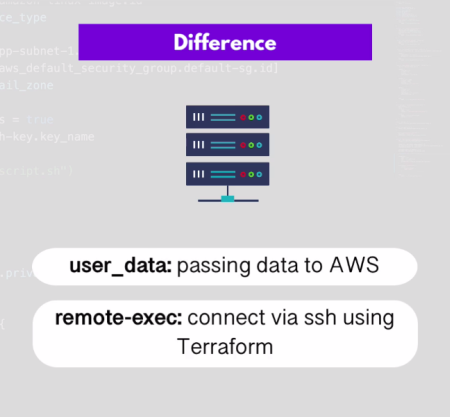 ce_type
Difference
app-subnet-1.
aws_default_security_group.default-sg.id]
ail_zone
s = true
h-key.key_name
script.sh")
user_data: passing data to AWS
.priv
remote-exec: connect via ssh using
Terraform
{